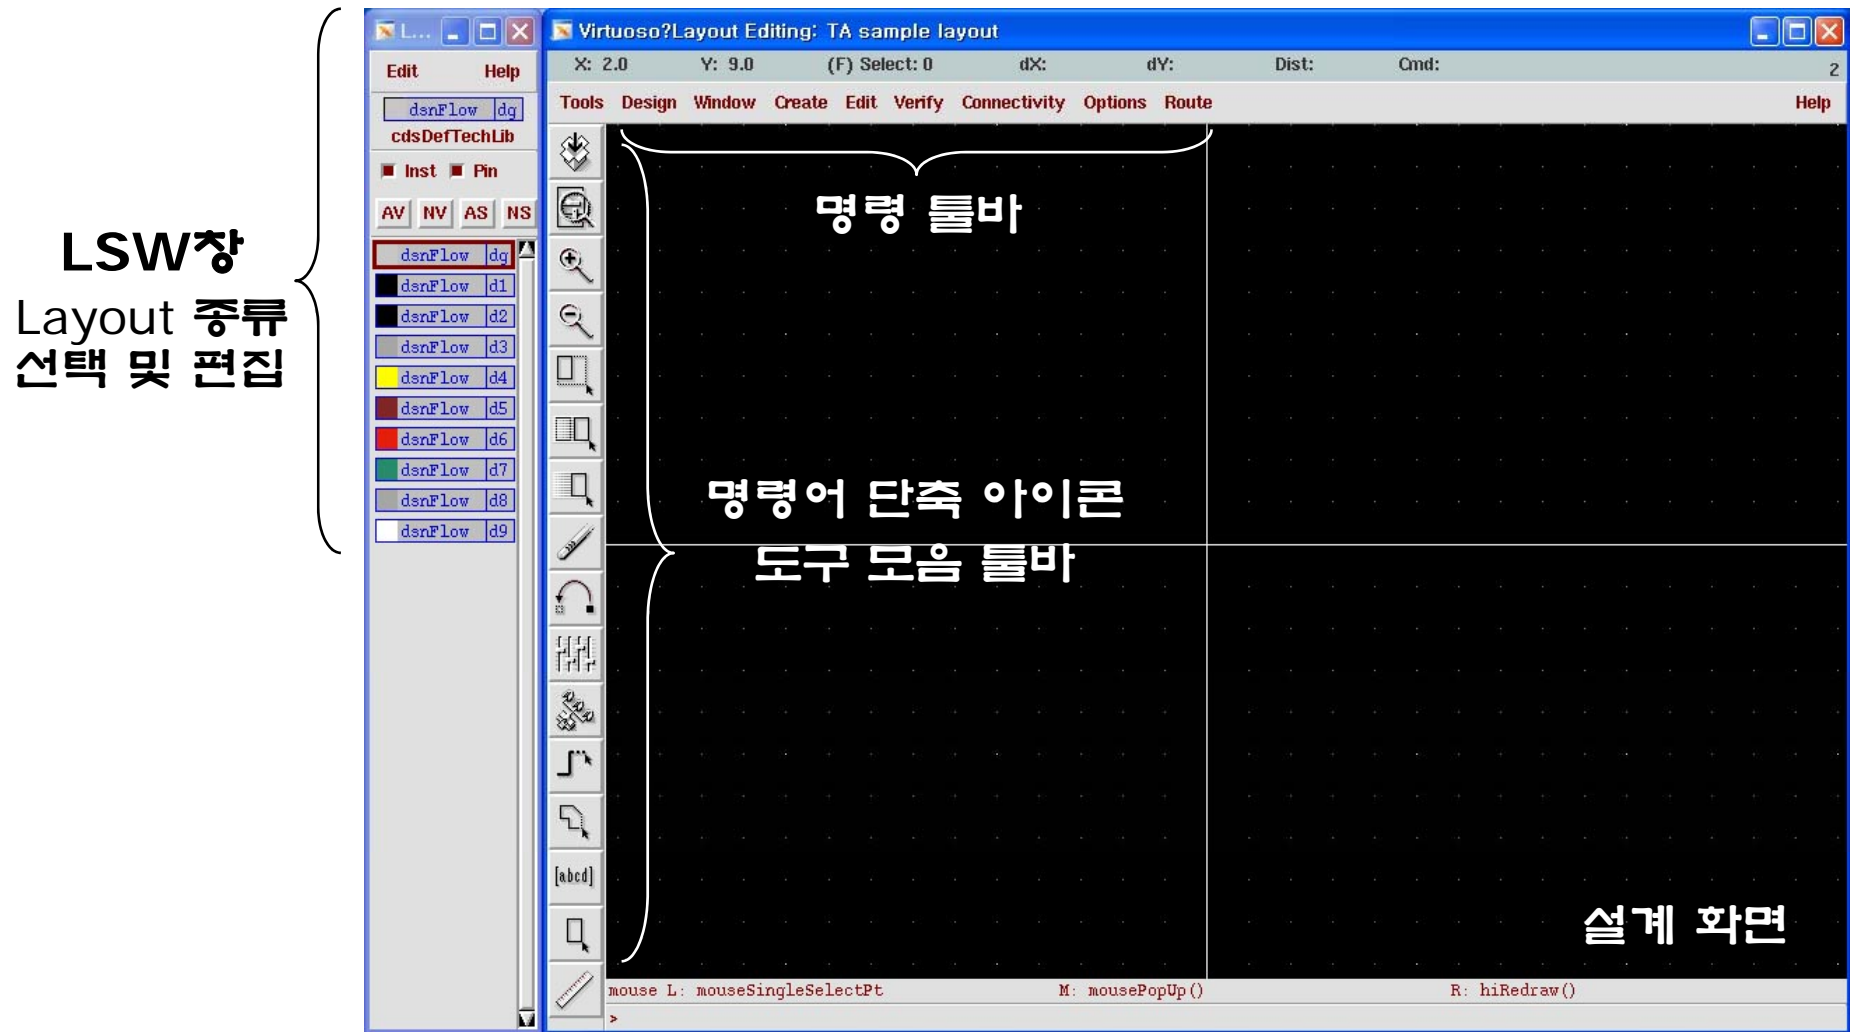 LSW창
Layout 종류
선택 및 편집
L...
Edit Help
dsnFlow dg
cdsDefTechLib
Inst Pin
AV NV AS NS
dsnFlow dg
dsnFlow d1
dsnFlow d2
dsnFlow d3
dsnFlow d4
dsnFlow d5
dsnFlow d6
dsnFlow d7
dsnFlow d8
dsnFlow d9
Virtuoso?Layout Editing: TA sample layout
X: 2.0 Y: 9.0 (F) Select: 0 dX: dY: Dist: Cmd: 2
Tools Design Window Create Edit Verify Connectivity Options Route Help
명령 툴바
명령어 단축 아이콘
도구 모음 툴바
[abcd]
설계 화면
mouse L: mouseSingleSelectPt M: mousePopUp() R: hiRedraw()
>